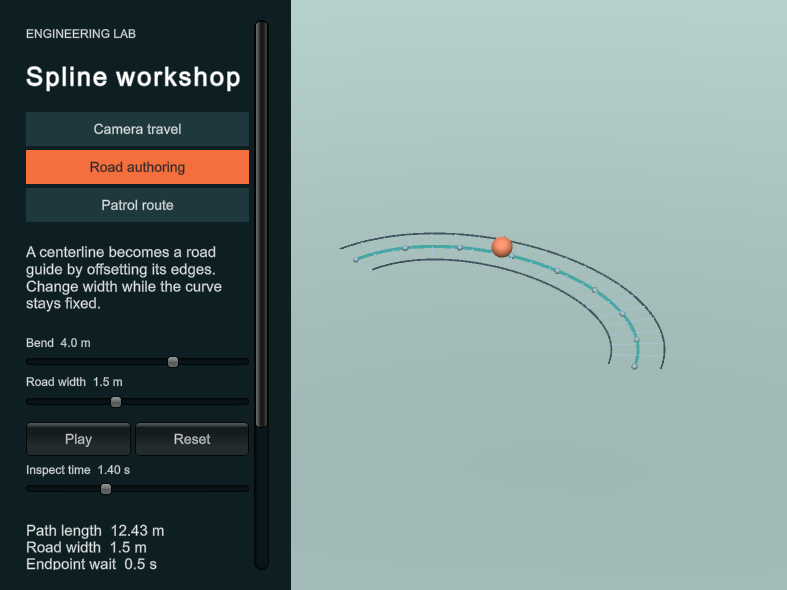 ENGINEERING LAB
Spline workshop
Camera travel
Road authoring
Patrol route
A centerline becomes a road
guide by offsetting its edges.
Change width while the curve
stays fixed.
Bend 4.0 m
Road width 1.5 m
Play Reset
Inspect time 1.40 s
Path length 12.43 m
Road width 1.5 m
Endpoint wait 0.5 s